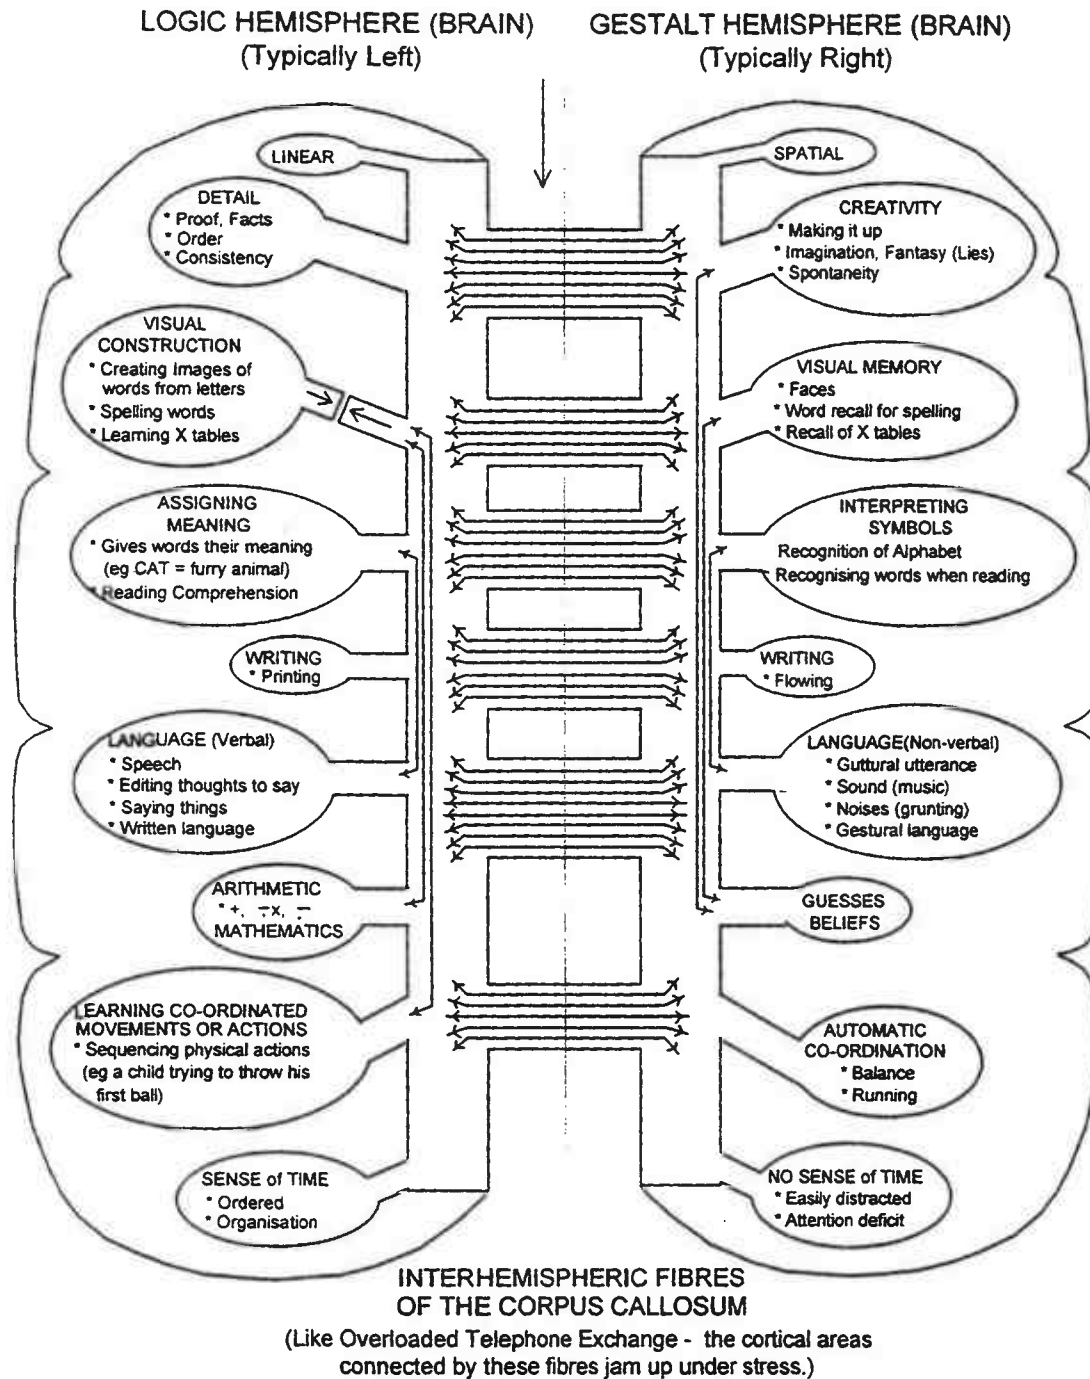 LOGIC HEMISPHERE (BRAIN)
(Typically Left)
GESTALT HEMISPHERE (BRAIN)
(Typically Right)
LINEAR
DETAIL
* Proof, Facts
* Order
* Consistency
VISUAL
CONSTRUCTION
* Creating Images of
words from letters
* Spelling words
* Learning X tables
ASSIGNING
MEANING
* Gives words their meaning
(eg CAT = furry animal)
* Reading Comprehension
WRITING
* Printing
LANGUAGE (Verbal)
* Speech
* Editing thoughts to say
* Saying things
* Written language
ARITHMETIC
* +,
MATHEMATICS
LEARNING CO-ORDINATED
MOVEMENTS OR ACTIONS
* Sequencing physical actions
(eg a child trying to throw his
first ball)
SENSE of TIME
* Ordered
* Organisation
SPATIAL
CREATIVITY
* Making it up
* Imagination, Fantasy (Lies)
* Spontaneity
VISUAL MEMORY
* Faces
* Word recall for spelling
* Recall of X tables
INTERPRETING
SYMBOLS
Recognition of Alphabet
Recognising words when reading
WRITING
* Flowing
LANGUAGE(Non-verbal)
* Guttural utterance
* Sound (music)
* Noises (grunting)
* Gestural language
GUESSES
BELIEFS
AUTOMATIC
CO-ORDINATION
* Balance
* Running
NO SENSE of TIME
* Easily distracted
* Attention deficit
INTERHEMISPHERIC FIBRES
OF THE CORPUS CALLOSUM
(Like Overloaded Telephone Exchange - the cortical areas
connected by these fibres jam up under stress.)